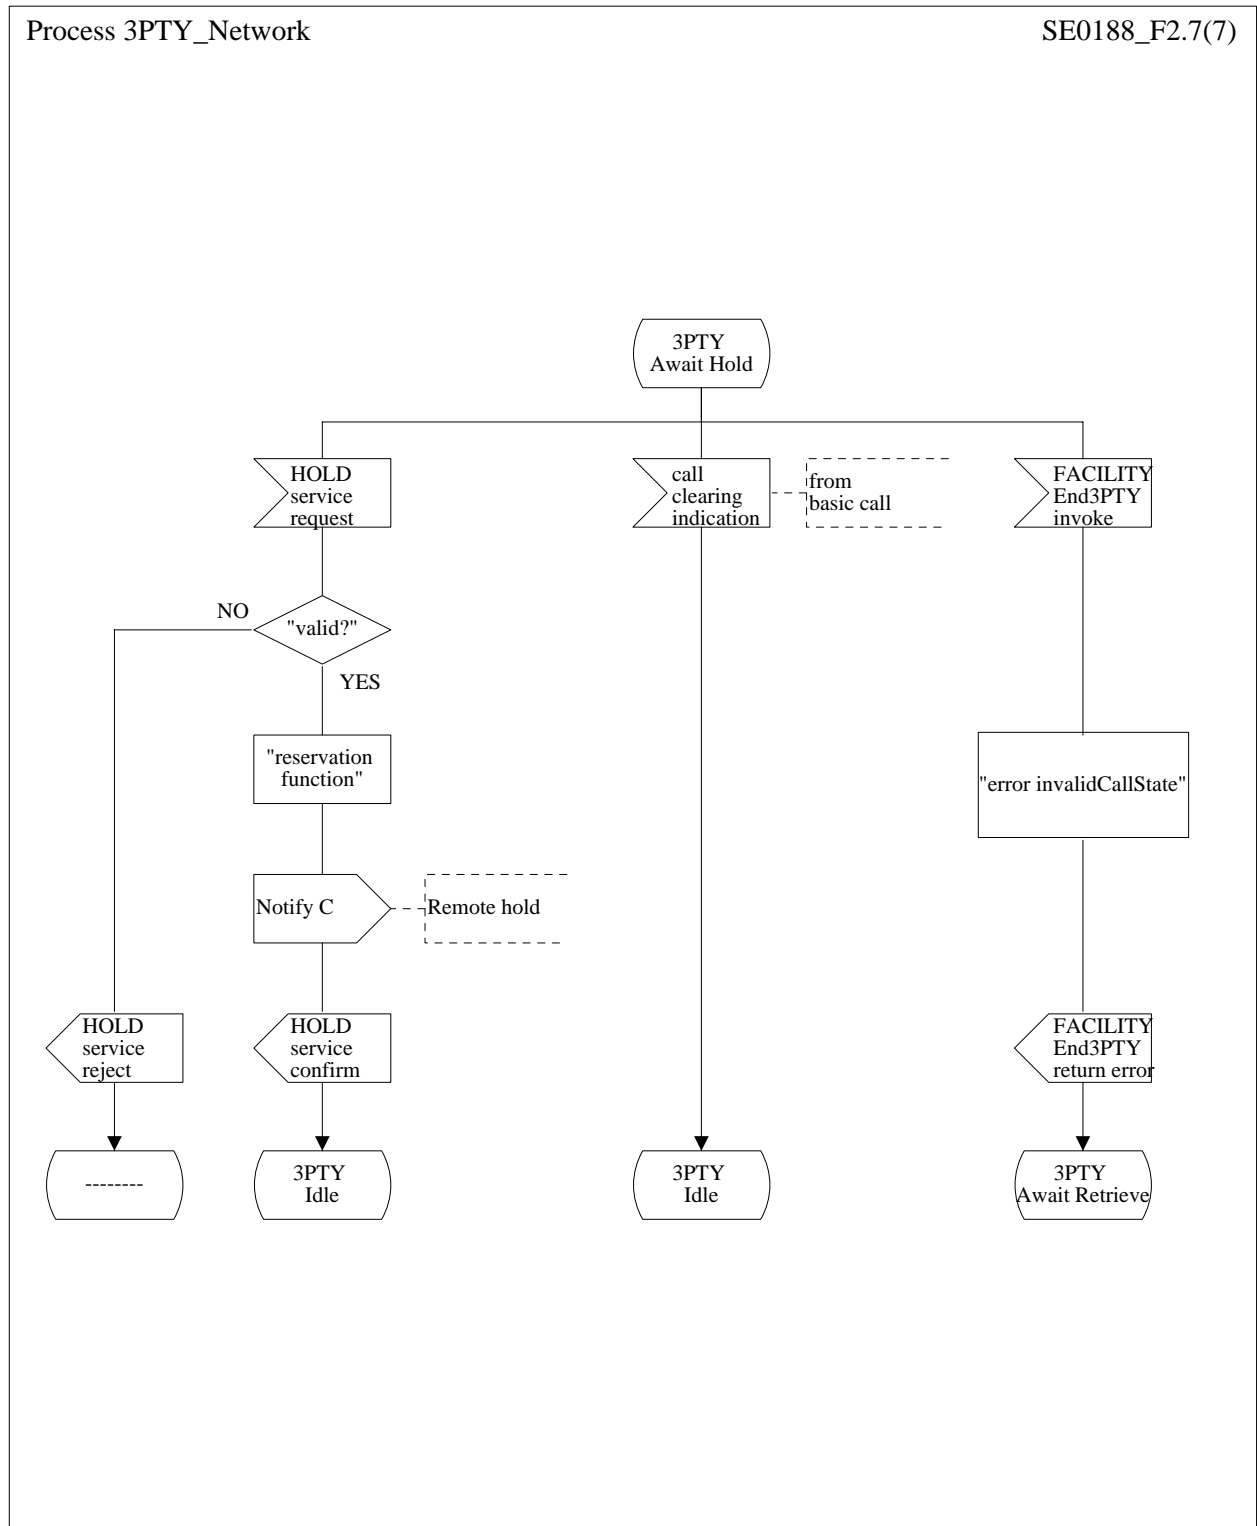 Process 3PTY_Network
SE0188_F2.7(7)
3PTY
Await Hold
HOLD
service
request
call
clearing
indication
from
basic call
FACILITY
End3PTY
invoke
NO
"valid?"
YES
"reservation
function"
"error invalidCallState"
Notify C
Remote hold
HOLD
service
reject
HOLD
service
confirm
FACILITY
End3PTY
return error
--------
3PTY
Idle
3PTY
Idle
3PTY
Await Retrieve